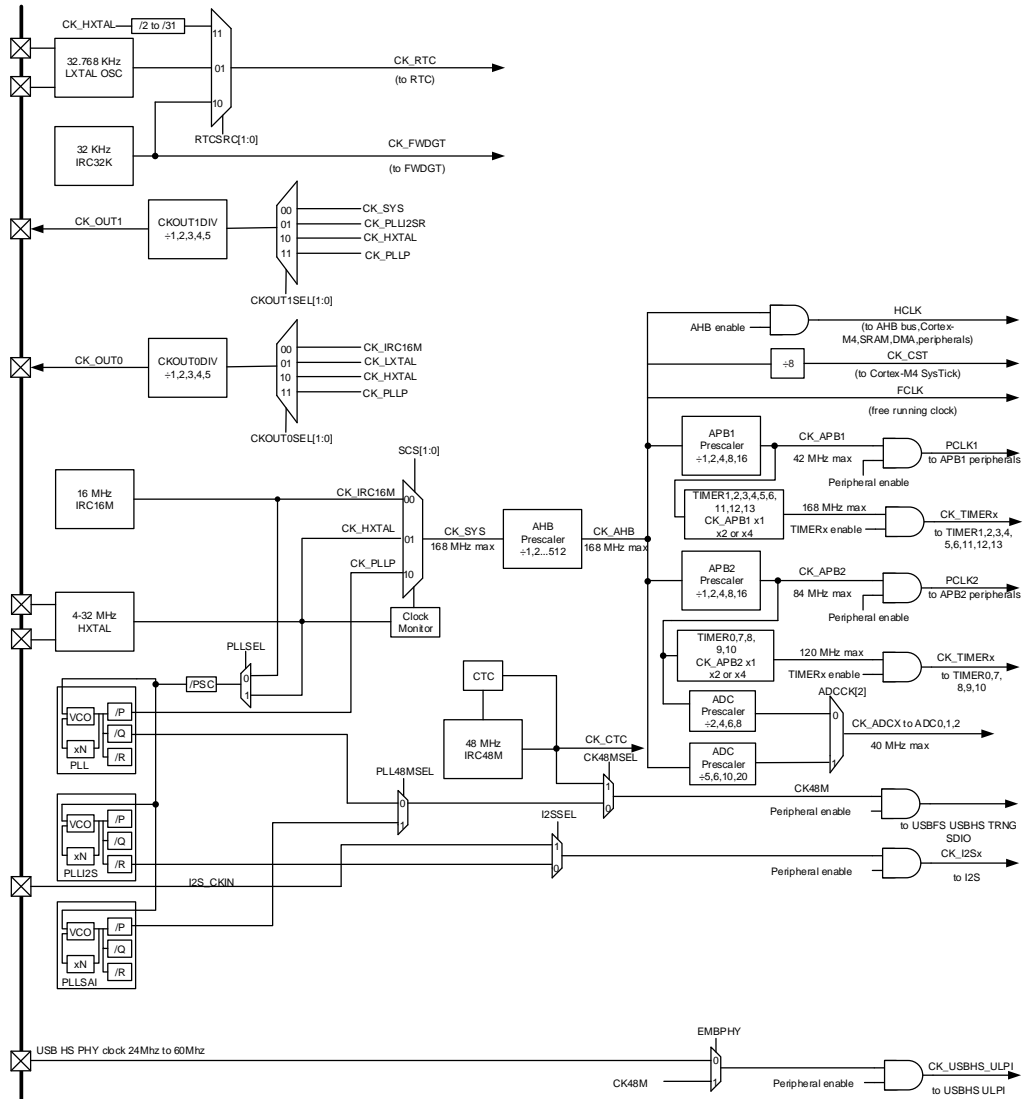 CK_HXTAL
/2 to /31
11
32.768 KHz
LXTAL OSC
01
CK_RTC
(to RTC)
10
RTCSRC[1:0]
32 KHz
IRC32K
CK_FWDGT
(to FWDGT)
CK_OUT1
CKOUT1DIV
÷1,2,3,4,5
00
01
10
11
CK_SYS
CK_PLLI2SR
CK_HXTAL
CK_PLLP
CKOUT1SEL[1:0]
CK_OUT0
CKOUT0DIV
÷1,2,3,4,5
00
01
10
11
CK_IRC16M
CK_LXTAL
CK_HXTAL
CK_PLLP
CKOUT0SEL[1:0]
AHB enable
HCLK
(to AHB bus,Cortex-
M4,SRAM,DMA,peripherals)
÷8
CK_CST
(to Cortex-M4 SysTick)
FCLK
(free running clock)
SCS[1:0]
16 MHz
IRC16M
CK_IRC16M
00
CK_HXTAL
01
CK_PLLP
10
CK_SYS
168 MHz max
AHB
Prescaler
÷1,2...512
CK_AHB
168 MHz max
Clock
Monitor
4-32 MHz
HXTAL
APB1
Prescaler
÷1,2,4,8,16
CK_APB1
42 MHz max
Peripheral enable
PCLK1
to APB1 peripherals
TIMER1,2,3,4,5,6,
11,12,13
CK_APB1 x1
x2 or x4
168 MHz max
TIMERx enable
CK_TIMERx
to TIMER1,2,3,4,
5,6,11,12,13
APB2
Prescaler
÷1,2,4,8,16
CK_APB2
84 MHz max
Peripheral enable
PCLK2
to APB2 peripherals
TIMER0,7,8,
9,10
CK_APB2 x1
x2 or x4
120 MHz max
TIMERx enable
CK_TIMERx
to TIMER0,7,
8,9,10
ADC
Prescaler
÷2,4,6,8
ADCCK[2]
0
1
ADC
Prescaler
÷5,6,10,20
CK_ADCX to ADC0,1,2
40 MHz max
PLLSEL
0
1
/PSC
VCO
xN
/P
/Q
/R
PLL
CTC
48 MHz
IRC48M
CK_CTC
CK48MSEL
1
0
PLL48MSEL
0
1
CK48M
Peripheral enable
to USBFS USBHS TRNG
SDIO
VCO
xN
/P
/Q
/R
PLLI2S
I2SSEL
1
0
Peripheral enable
CK_I2Sx
to I2S
I2S_CKIN
VCO
xN
/P
/Q
/R
PLLSAI
USB HS PHY clock 24Mhz to 60Mhz
EMBPHY
0
1
CK48M
Peripheral enable
CK_USBHS_ULPI
to USBHS ULPI